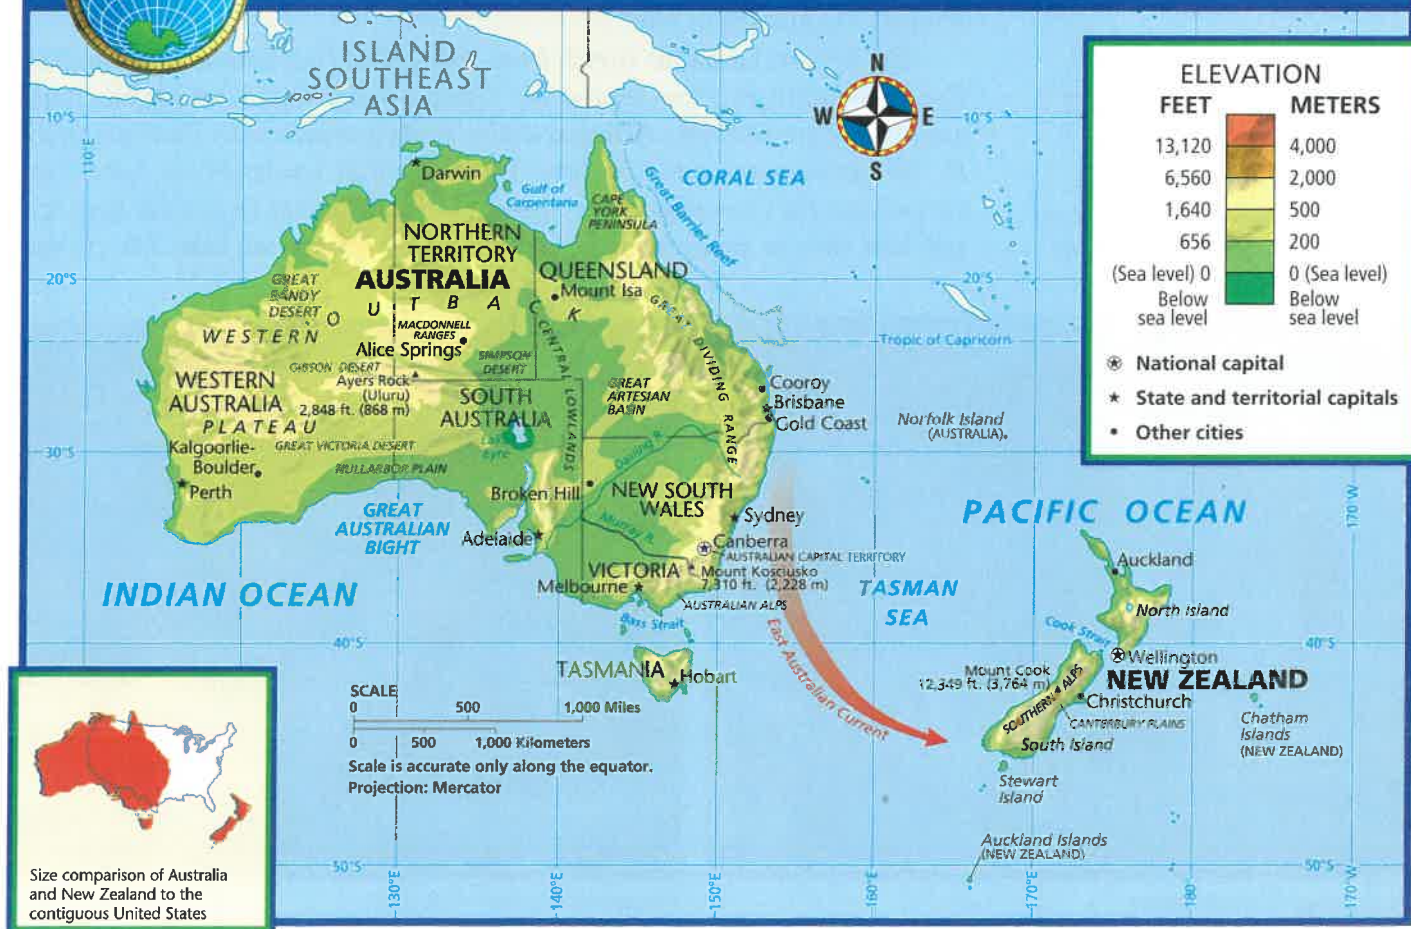 ISLAND
SOUTHEAST
ASIA
N
W
E
S
ELEVATION
FEET
METERS
13,120
4,000
6,560
2,000
1,640
500
656
200
(Sea level) 0
0 (Sea level)
Below
sea level
Below
sea level
National capital
State and territorial capitals
Other cities
10°S
10°S
110°E
20°S
20°S
30°S
40°S
40°S
50°S
50°S
130°E
140°E
150°E
160°E
170°E
180°
170°W
170°W
Tropic of Capricorn
CORAL SEA
Great Barrier Reef
Gulf of
Carpentaria
CAPE
YORK
PENINSULA
Darwin
NORTHERN
TERRITORY
AUSTRALIA
OUTBACK
QUEENSLAND
Mount Isa
GREAT
SANDY
DESERT
WESTERN
PLATEAU
MACDONNELL
RANGES
Alice Springs
SIMPSON
DESERT
GIBSON DESERT
Ayers Rock
(Uluru)
2,848 ft. (868 m)
WESTERN
AUSTRALIA
SOUTH
AUSTRALIA
CENTRAL LOWLANDS
GREAT
ARTESIAN
BASIN
GREAT DIVIDING RANGE
Cooroy
Brisbane
Gold Coast
Norfolk Island
(AUSTRALIA)
Kalgoorlie-
Boulder
GREAT VICTORIA DESERT
Lake
Eyre
NULLARBOR PLAIN
Perth
Darling R.
Broken Hill
NEW SOUTH
WALES
Murray R.
Sydney
GREAT
AUSTRALIAN
BIGHT
Adelaide
Canberra
AUSTRALIAN CAPITAL TERRITORY
VICTORIA
Mount Kosciusko
7,310 ft. (2,228 m)
Melbourne
AUSTRALIAN ALPS
Bass Strait
TASMANIA
Hobart
INDIAN OCEAN
PACIFIC OCEAN
TASMAN
SEA
East Australian Current
Auckland
North Island
Cook Strait
Wellington
NEW ZEALAND
Mount Cook
12,349 ft. (3,764 m)
SOUTHERN ALPS
Christchurch
CANTERBURY PLAINS
South Island
Stewart
Island
Chatham
Islands
(NEW ZEALAND)
Auckland Islands
(NEW ZEALAND)
SCALE
0 500 1,000 Miles
0 500 1,000 Kilometers
Scale is accurate only along the equator.
Projection: Mercator
Size comparison of Australia
and New Zealand to the
contiguous United States